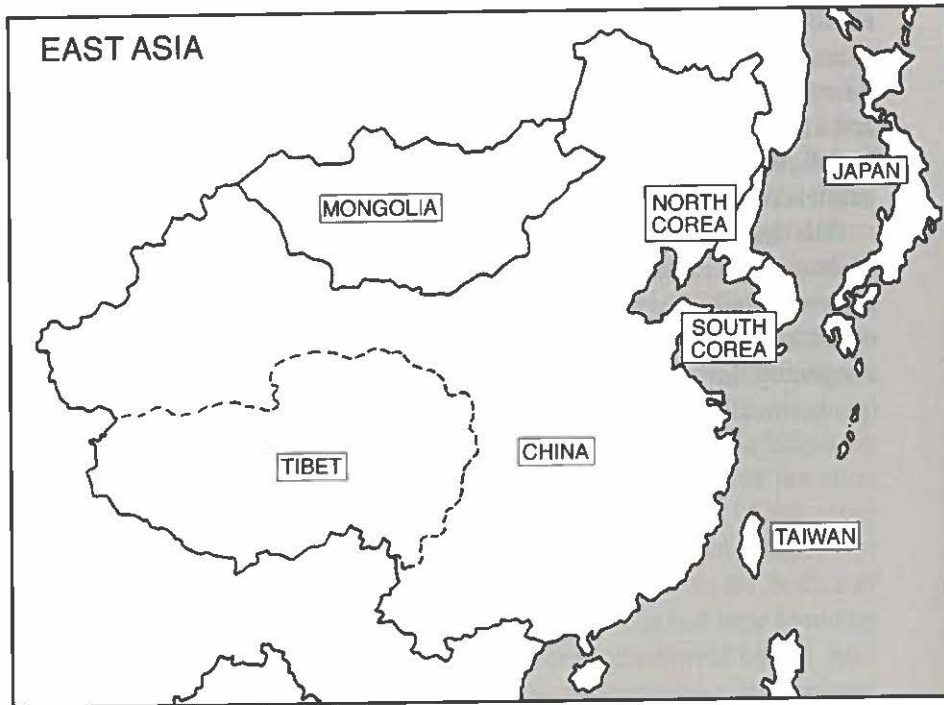 EAST ASIA
MONGOLIA
NORTH
COREA
JAPAN
SOUTH
COREA
TIBET
CHINA
TAIWAN